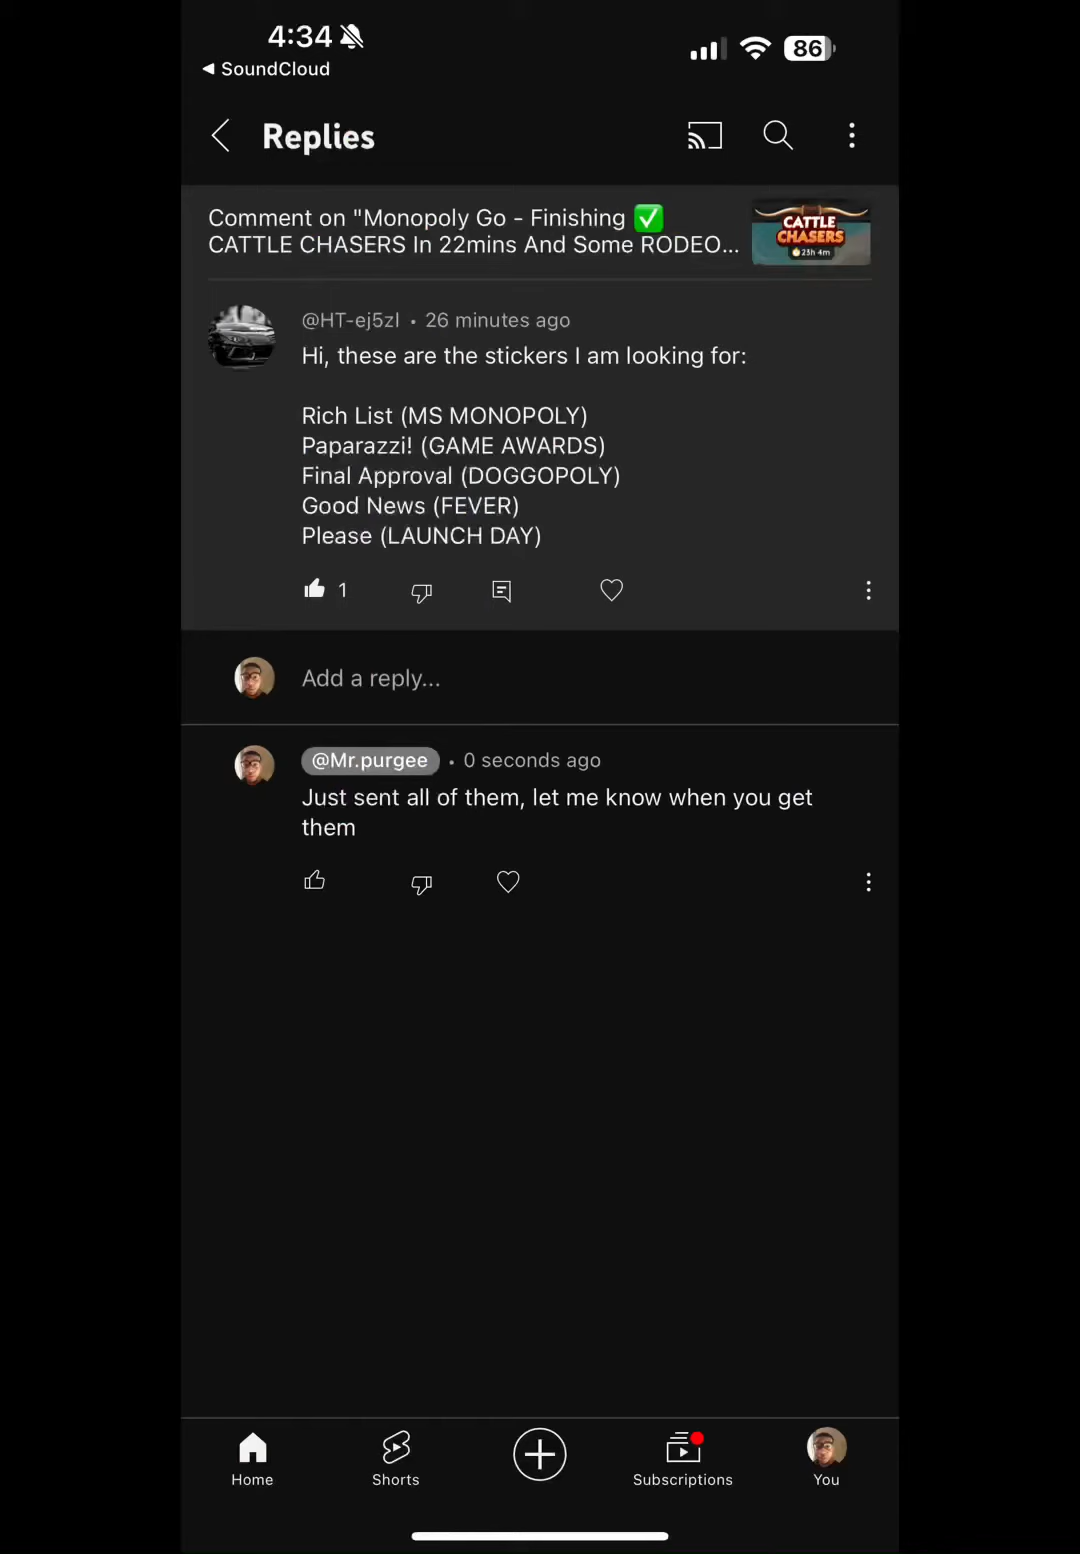 4:34
86
◀ SoundCloud
Replies
Comment on "Monopoly Go - Finishing ✅
CATTLE CHASERS In 22mins And Some RODEO...
CATTLE
CHASERS
23h 4m
@HT-ej5zl • 26 minutes ago
Hi, these are the stickers I am looking for:
Rich List (MS MONOPOLY)
Paparazzi! (GAME AWARDS)
Final Approval (DOGGOPOLY)
Good News (FEVER)
Please (LAUNCH DAY)
1
Add a reply...
@Mr.purgee • 0 seconds ago
Just sent all of them, let me know when you get
them
Home
Shorts
Subscriptions
You